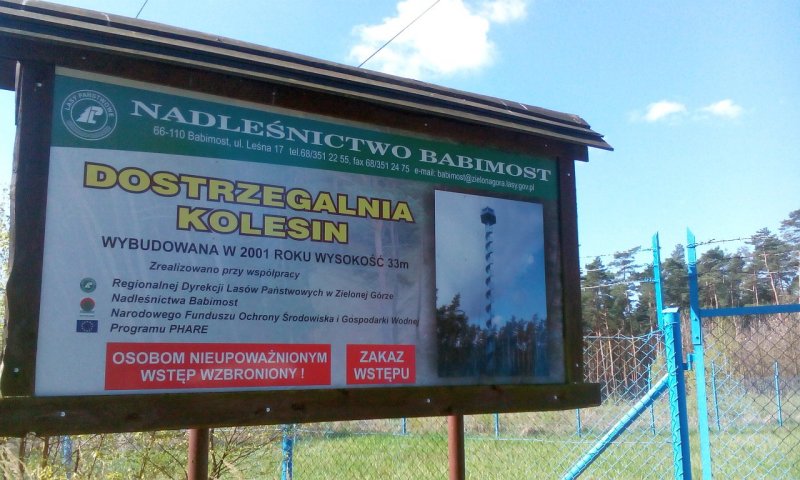 LASY PAŃSTWOWE
NADLEŚNICTWO BABIMOST
66-110 Babimost, ul. Leśna 17 tel.68/351 22 55, fax 68/351 24 75 e-mail: babimost@zielonagora.lasy.gov.pl
DOSTRZEGALNIA
KOLESIN
WYBUDOWANA W 2001 ROKU WYSOKOŚĆ 33m
Zrealizowano przy współpracy
Regionalnej Dyrekcji Lasów Państwowych w Zielonej Górze
Nadleśnictwa Babimost
Narodowego Funduszu Ochrony Środowiska i Gospodarki Wodnej
Programu PHARE
OSOBOM NIEUPOWAŻNIONYM
WSTĘP WZBRONIONY !
ZAKAZ
WSTĘPU